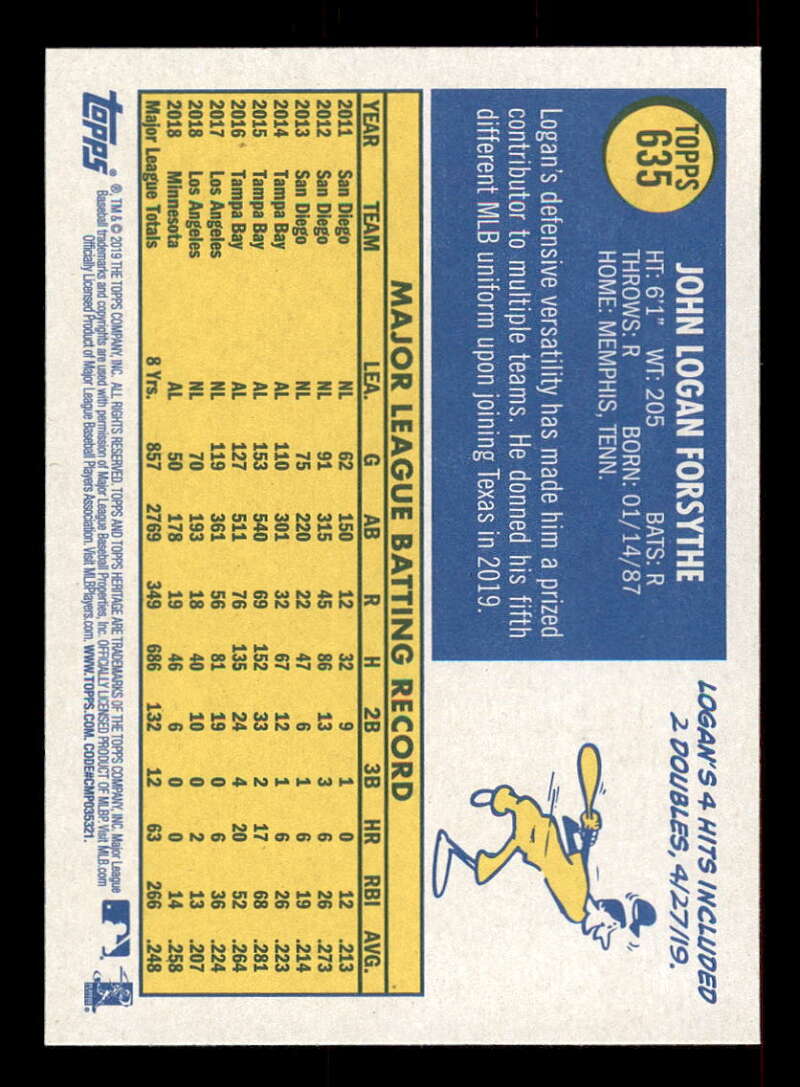 TOPPS
635
JOHN LOGAN FORSYTHE
HT: 6'1" WT: 205 BATS: R
THROWS: R BORN: 01/14/87
HOME: MEMPHIS, TENN.
Logan's defensive versatility has made him a prized
contributor to multiple teams. He donned his fifth
different MLB uniform upon joining Texas in 2019.
LOGAN'S 4 HITS INCLUDED
2 DOUBLES, 4/27/19.
MAJOR LEAGUE BATTING RECORD
YEAR TEAM LEA. G AB R H 2B 3B HR RBI AVG.
2011 San Diego NL 62 150 12 32 9 1 0 12 .213
2012 San Diego NL 91 315 45 86 13 3 6 26 .273
2013 San Diego NL 75 220 22 47 6 1 6 19 .214
2014 Tampa Bay AL 110 301 32 67 12 1 6 26 .223
2015 Tampa Bay AL 153 540 69 152 33 2 17 68 .281
2016 Tampa Bay AL 127 511 76 135 24 4 20 52 .264
2017 Los Angeles NL 119 361 56 81 19 0 6 36 .224
2018 Los Angeles NL 70 193 18 40 10 0 2 13 .207
2018 Minnesota AL 50 178 19 46 6 0 0 14 .258
Major League Totals 8 Yrs. 857 2769 349 686 132 12 63 266 .248
topps® ®, TM & © 2019 THE TOPPS COMPANY, INC. ALL RIGHTS RESERVED. TOPPS AND TOPPS HERITAGE ARE TRADEMARKS OF THE TOPPS COMPANY, INC. Major League
Baseball trademarks and copyrights are used with permission of Major League Baseball Properties, Inc. OFFICIALLY LICENSED PRODUCT OF MLBP. Visit MLB.com
Officially Licensed Product of Major League Baseball Players Association. Visit MLBPlayers.com. WWW.TOPPS.COM. CODE#CMP035321.